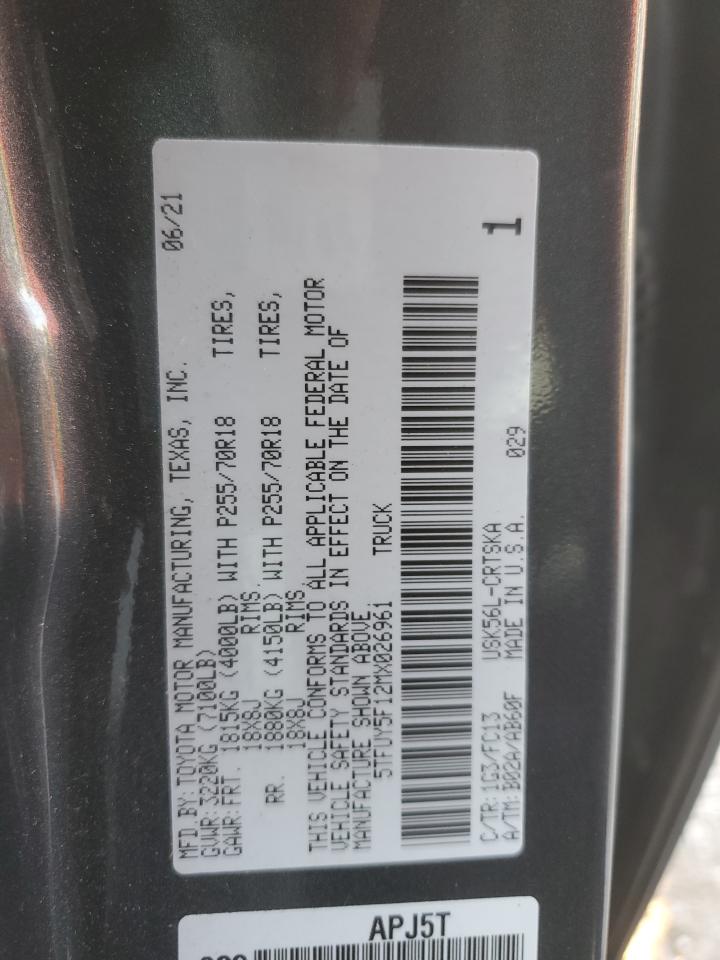 MFD.BY:TOYOTA MOTOR MANUFACTURING, TEXAS, INC. 06/21
GVWR:3220KG (7100LB)
GAWR:FRT. 1815KG (4000LB) WITH P255/70R18 TIRES,
18X8J RIMS,
RR. 1880KG (4150LB) WITH P255/70R18 TIRES,
18X8J RIMS
THIS VEHICLE CONFORMS TO ALL APPLICABLE FEDERAL MOTOR
VEHICLE SAFETY STANDARDS IN EFFECT ON THE DATE OF
MANUFACTURE SHOWN ABOVE.
5TFUY5F12MX026961 TRUCK
C/TR:1G3/FC13 USK56L-CRTSKA 1
A/TM:B02A/AB60F MADE IN U.S.A. 029
APJ5T